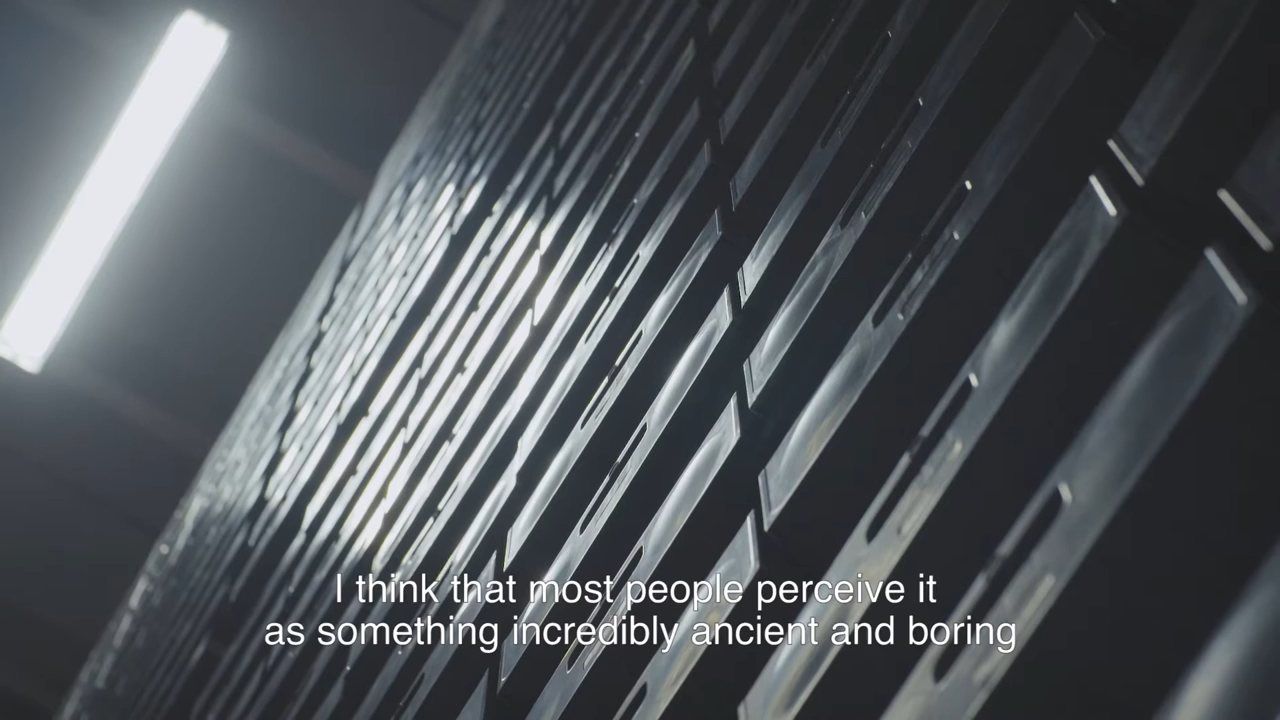 I think that most people perceive it
as something incredibly ancient and boring